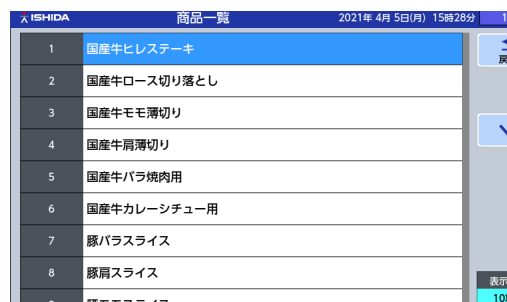 ISHIDA 商品一覧 2021年 4月 5日(月) 15時28分
1 国産牛ヒレステーキ
2 国産牛ロース切り落とし
3 国産牛モモ薄切り
4 国産牛肩薄切り
5 国産牛バラ焼肉用
6 国産牛カレーシチュー用
7 豚バラスライス
8 豚肩スライス
表示